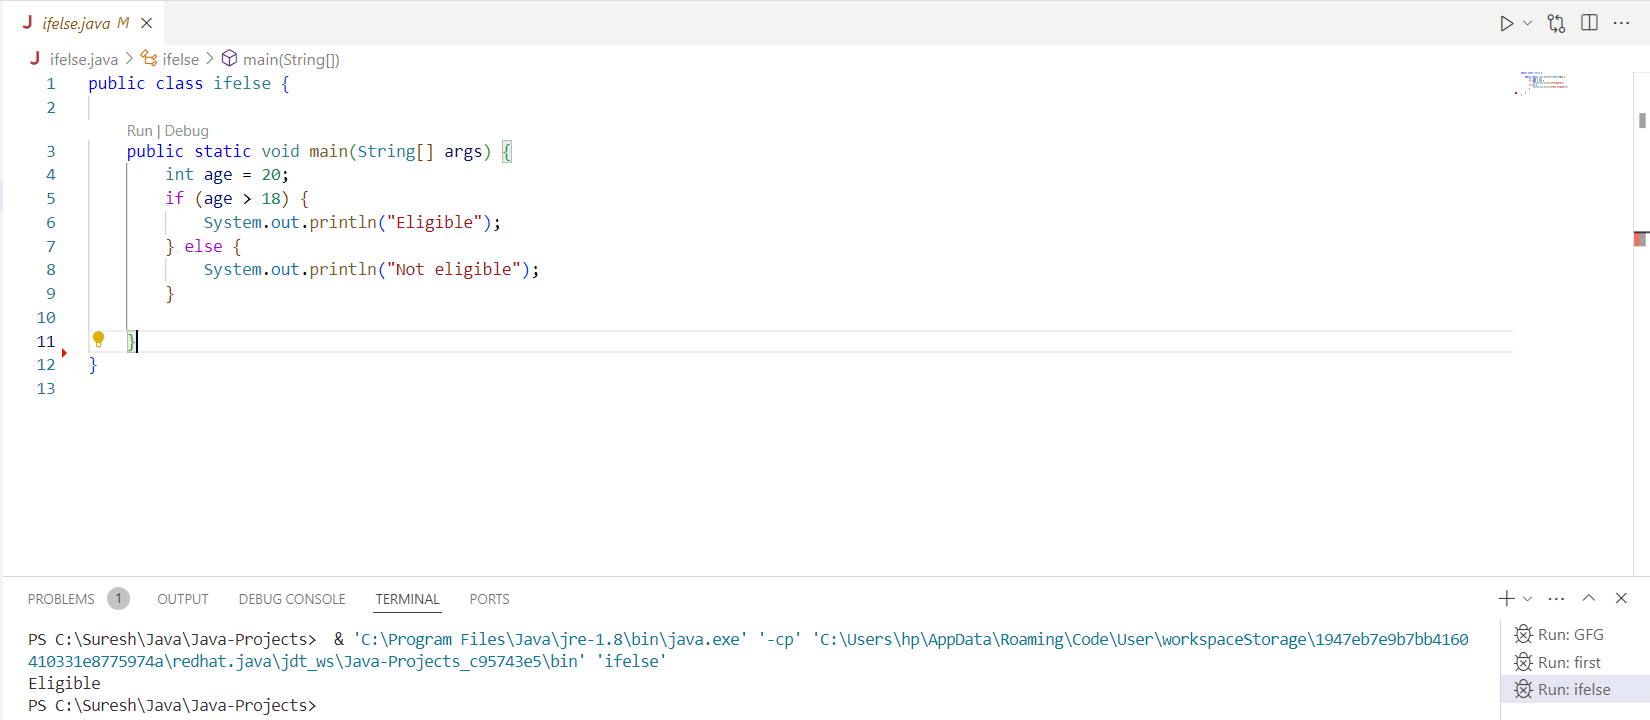 J ifelse.java M
J ifelse.java > ifelse > main(String[])
1 public class ifelse {
2
Run | Debug
3 public static void main(String[] args) {
4 int age = 20;
5 if (age > 18) {
6 System.out.println("Eligible");
7 } else {
8 System.out.println("Not eligible");
9 }
10
11 }
12 }
13
PROBLEMS 1 OUTPUT DEBUG CONSOLE TERMINAL PORTS
PS C:\Suresh\Java\Java-Projects>  & 'C:\Program Files\Java\jre-1.8\bin\java.exe' '-cp' 'C:\Users\hp\AppData\Roaming\Code\User\workspaceStorage\1947eb7e9b7bb4160
410331e8775974a\redhat.java\jdt_ws\Java-Projects_c95743e5\bin' 'ifelse'
Eligible
PS C:\Suresh\Java\Java-Projects>
Run: GFG
Run: first
Run: ifelse